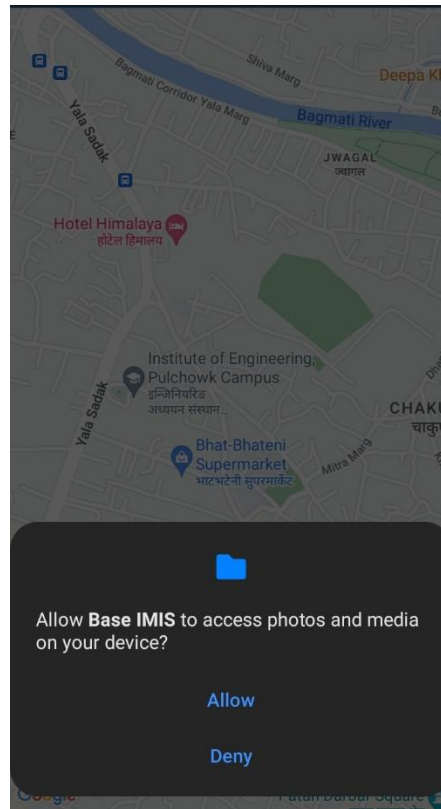 Shiva Marg
Deepa
Bagmati Corridor Yala Marg
Bagmati River
Yala Sadak
JWAGAL
ज्वागल
Hotel Himalaya
होटेल हिमालय
Institute of Engineering,
Pulchowk Campus
इन्जिनियरिङ
अध्ययन संस्थान...
Yala Sadak
Bhat-Bhateni
Supermarket
भाटभटेनी सुपरमार्केट
Mitra Marg
Allow Base IMIS to access photos and media
on your device?
Allow
Deny
Google
Patan Darbar Square